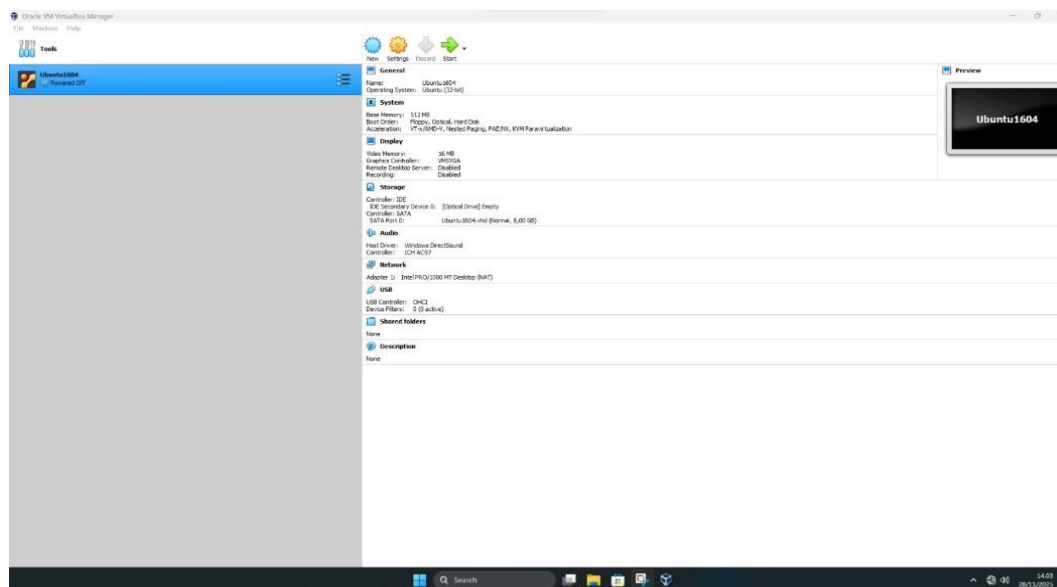 Oracle VM VirtualBox Manager
File Machine Help
Tools
New Settings Discard Start
Ubuntu1604
Powered Off
General
Name: Ubuntu1604
Operating System: Ubuntu (32-bit)
System
Base Memory: 512 MB
Boot Order: Floppy, Optical, Hard Disk
Acceleration: VT-x/AMD-V, Nested Paging, PAE/NX, KVM Paravirtualization
Display
Video Memory: 16 MB
Graphics Controller: VMSVGA
Remote Desktop Server: Disabled
Recording: Disabled
Storage
Controller: IDE
IDE Secondary Device 0: [Optical Drive] Empty
Controller: SATA
SATA Port 0: Ubuntu1604.vhd (Normal, 8,00 GB)
Audio
Host Driver: Windows DirectSound
Controller: ICH AC97
Network
Adapter 1: Intel PRO/1000 MT Desktop (NAT)
USB
USB Controller: OHCI
Device Filters: 0 (0 active)
Shared folders
None
Description
None
Preview
Ubuntu1604
Search
14.03
26/11/2025